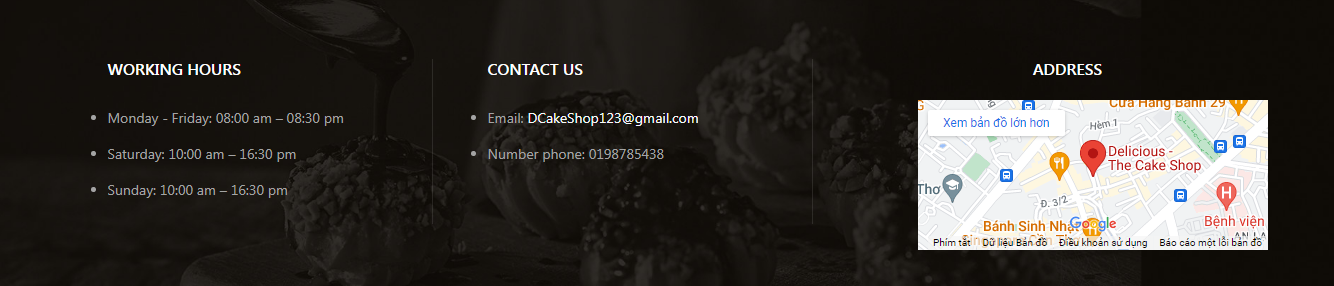 WORKING HOURS
Monday - Friday: 08:00 am – 08:30 pm
Saturday: 10:00 am – 16:30 pm
Sunday: 10:00 am – 16:30 pm
CONTACT US
Email: DCakeShop123@gmail.com
Number phone: 0198785438
ADDRESS
Cửa Hàng Bánh 29
Xem bản đồ lớn hơn
Hẻm 1
Delicious -
The Cake Shop
Thơ
Đ. 3/2
H
Bệnh viện
Bánh Sinh Nhật
Google
Phím tắt Dữ liệu Bản đồ Điều khoản sử dụng Báo cáo một lỗi bản đồ